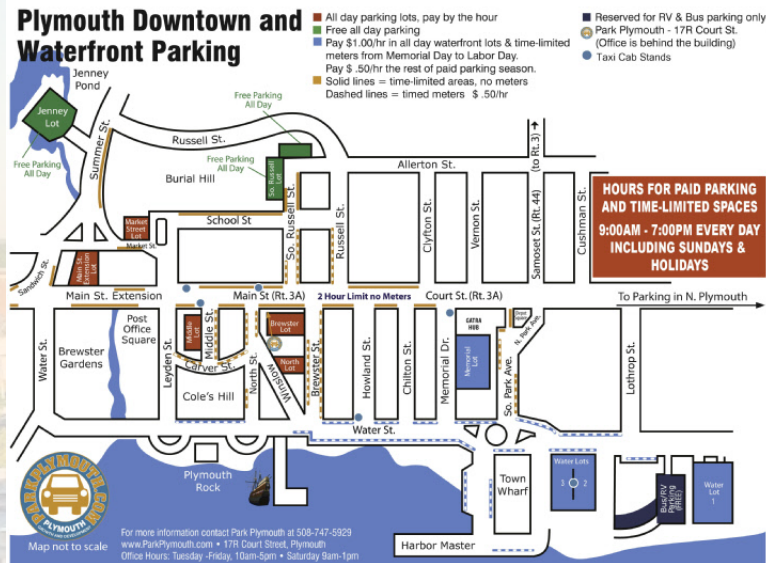 Plymouth Downtown and
Waterfront Parking
All day parking lots, pay by the hour
Free all day parking
Pay $1.00/hr in all day waterfront lots & time-limited
meters from Memorial Day to Labor Day.
Pay $ .50/hr the rest of paid parking season.
Solid lines = time-limited areas, no meters
Dashed lines = timed meters $ .50/hr
Reserved for RV & Bus parking only
Park Plymouth - 17R Court St.
(Office is behind the building)
Taxi Cab Stands
Jenney
Pond
Jenney
Lot
Free Parking
All Day
Summer St.
Russell St.
Burial Hill
Free Parking
All Day
Free Parking
All Day
So. Russell
Lot
Allerton St.
(to Rt. 3)
School St
So. Russell St.
Russell St.
Clyfton St.
Vernon St.
Samoset St. (Rt. 44)
Cushman St.
HOURS FOR PAID PARKING
AND TIME-LIMITED SPACES
9:00AM - 7:00PM EVERY DAY
INCLUDING SUNDAYS &
HOLIDAYS
Market
Street
Lot
Market St.
Main St.
Extension
Lot
Sandwich St.
Main St. Extension
Main St (Rt. 3A)
2 Hour Limit no Meters
Court St. (Rt. 3A)
To Parking in N. Plymouth
Water St.
Brewster
Gardens
Post
Office
Square
Leyden St.
Middle
Lot
Middle St.
Carver St.
Cole's Hill
North St.
Winslow
Brewster
Lot
North
Lot
Brewster St.
Howland St.
Chilton St.
Memorial Dr.
GATRA
HUB
Memorial
Lot
So. Park Ave.
N. Park Ave.
Lothrop St.
Water St.
Plymouth
Rock
Town
Wharf
Water Lots
3 2
Bus/RV
Parking
(FREE)
Water
Lot
1
Harbor Master
PARKPLYMOUTH.COM
PLYMOUTH
GROWTH AND DEVELOPMENT
Map not to scale
For more information contact Park Plymouth at 508-747-5929
www.ParkPlymouth.com • 17R Court Street, Plymouth
Office Hours: Tuesday -Friday, 10am-5pm • Saturday 9am-1pm